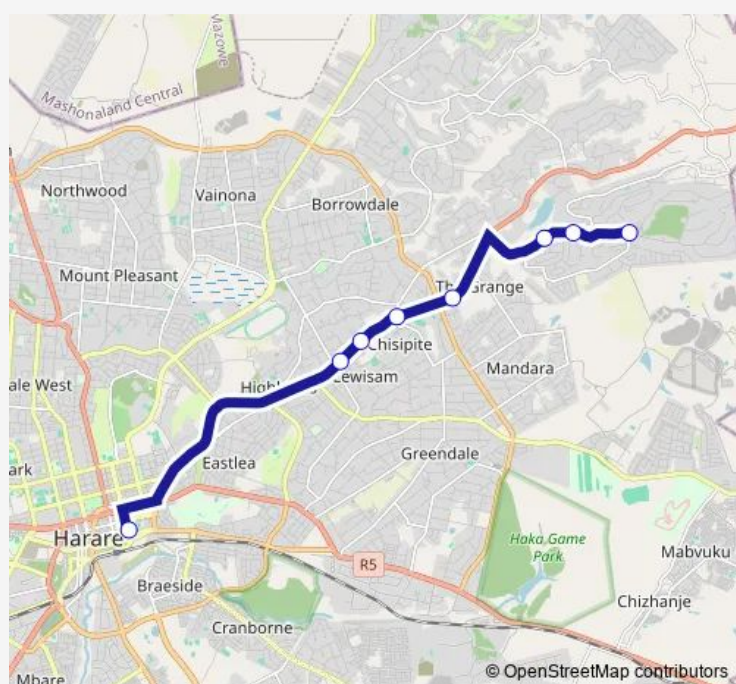 Mazowe
Mashonaland Central
Northwood
Vainona
Borrowdale
Mount Pleasant
The Grange
Chisipite
Mandara
Lewisam
ale West
Highl
Greendale
Eastlea
ark
Harare
Haka Game
Park
Mabvuku
R5
Braeside
Chizhanje
Cranborne
Mbare
© OpenStreetMap contributors